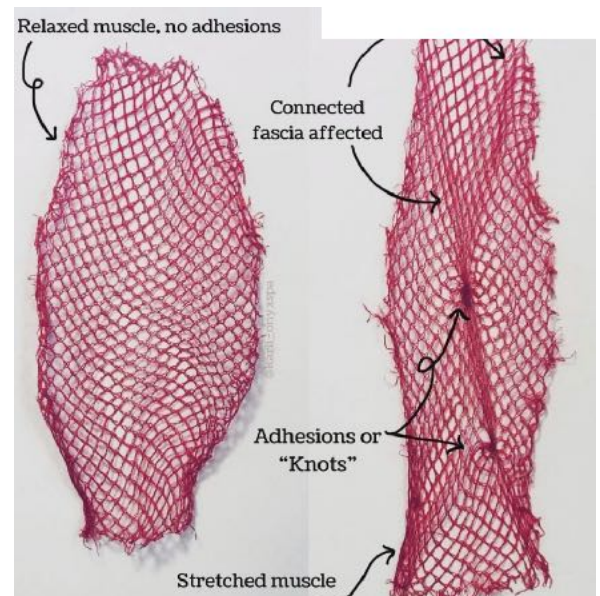 Relaxed muscle, no adhesions
Connected
fascia affected
Adhesions or
“Knots”
Stretched muscle